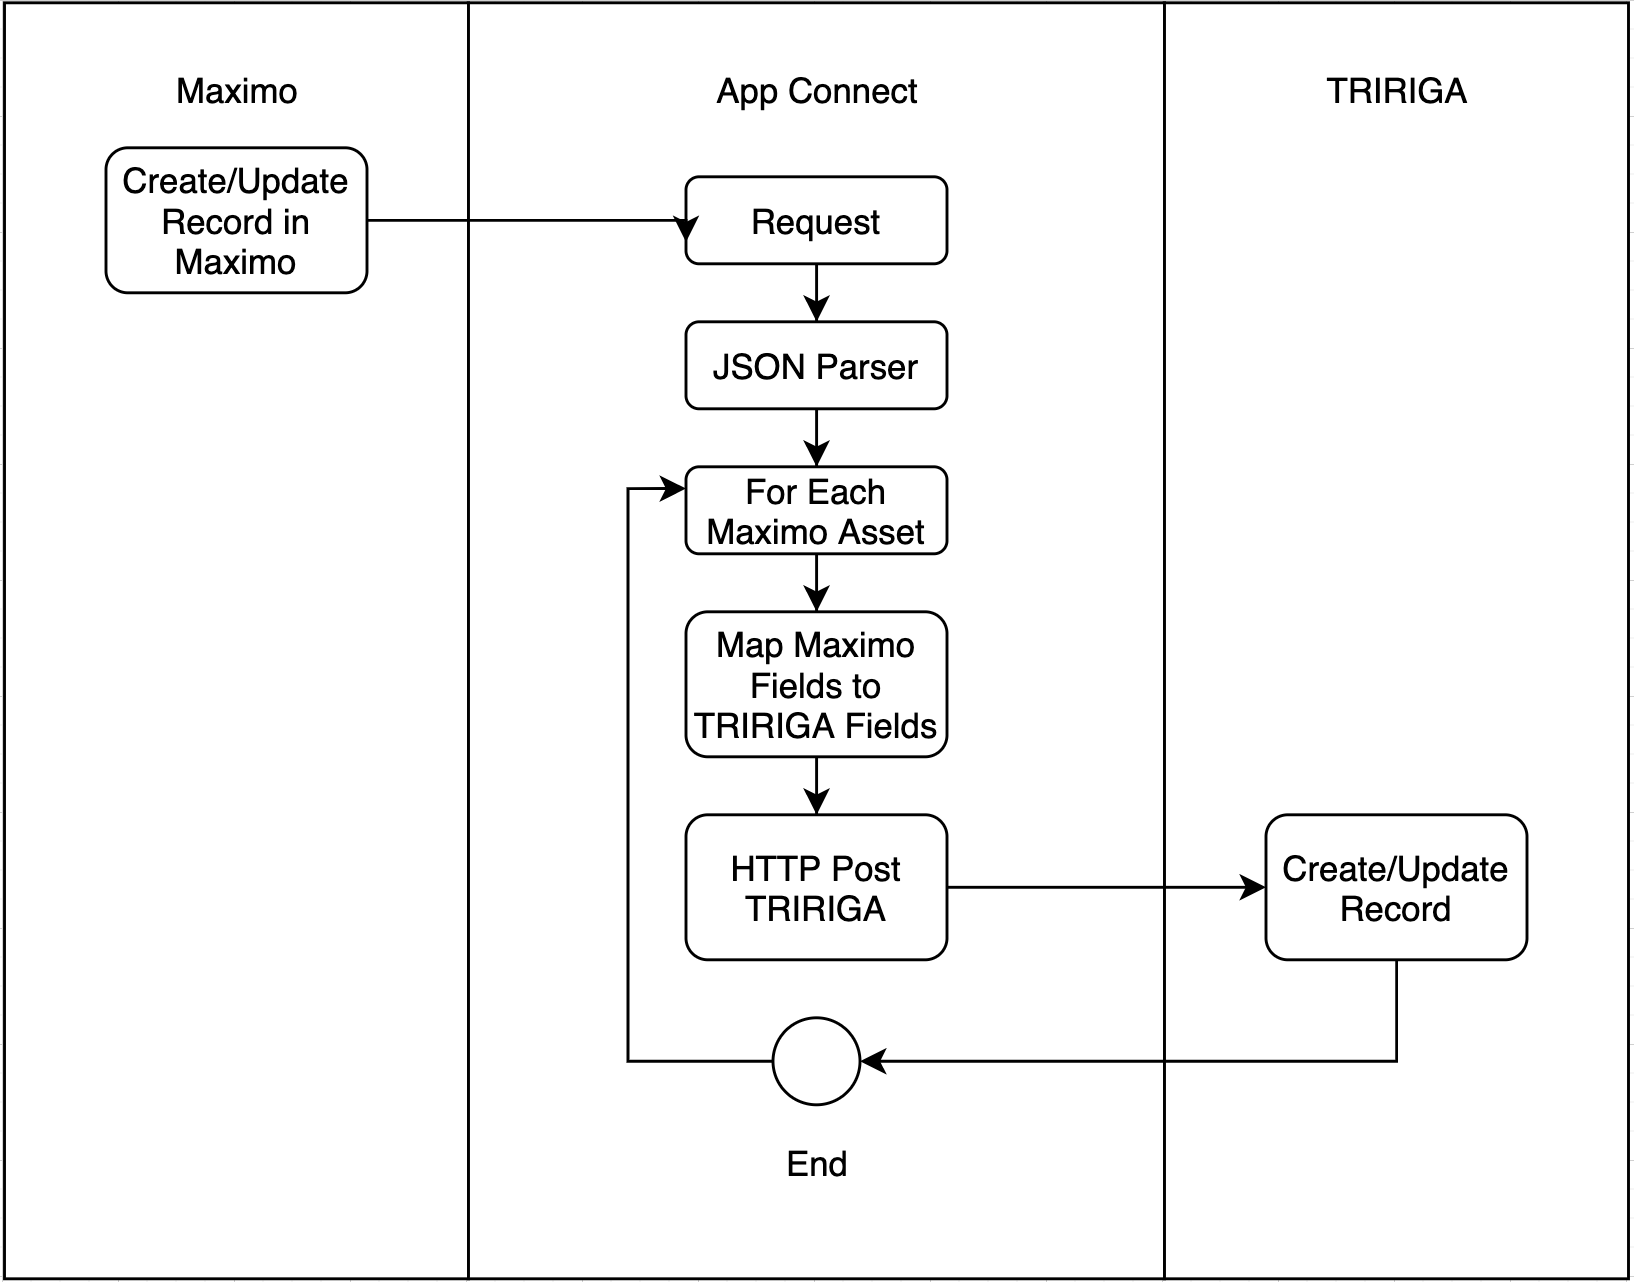 Maximo
App Connect
TRIRIGA
Create/Update
Record in
Maximo
Request
JSON Parser
For Each
Maximo Asset
Map Maximo
Fields to
TRIRIGA Fields
HTTP Post
TRIRIGA
Create/Update
Record
End